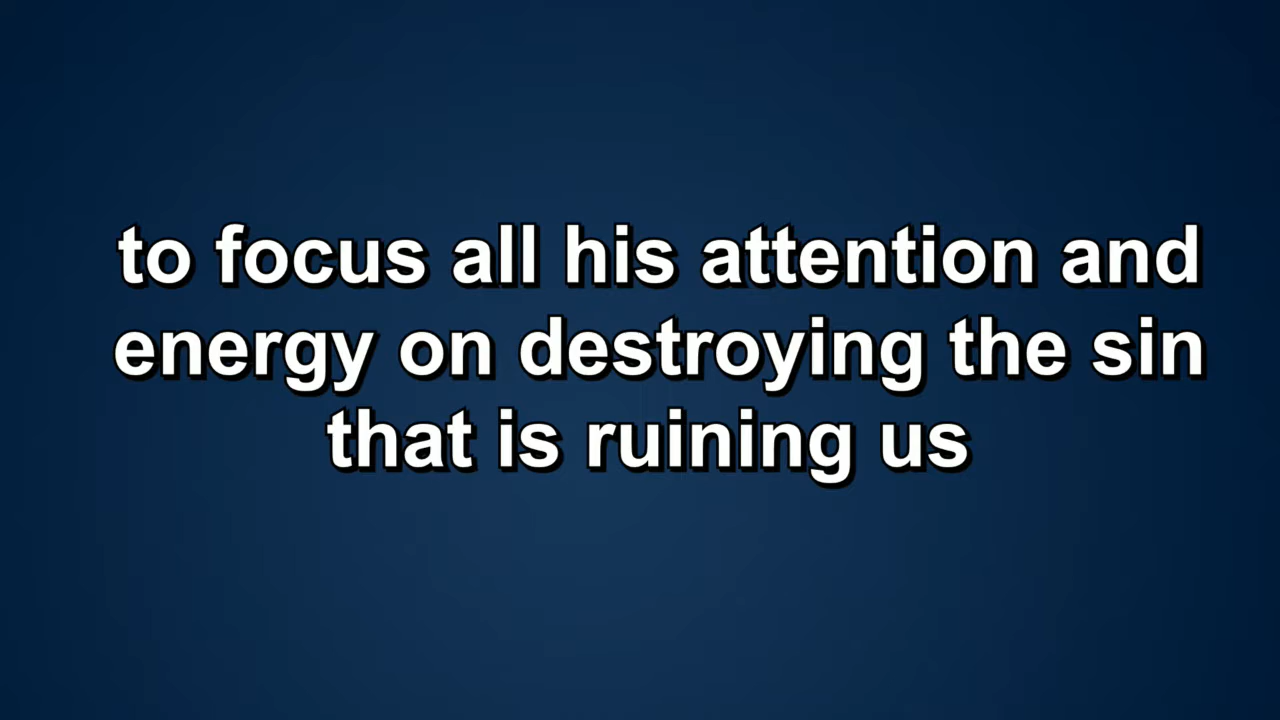 to focus all his attention and
energy on destroying the sin
that is ruining us